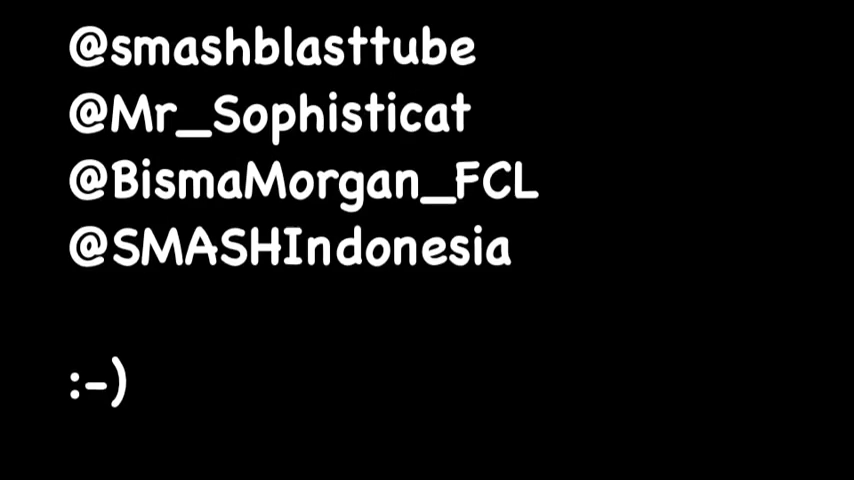 @smashblasttube
@Mr_Sophisticat
@BismaMorgan_FCL
@SMASHIndonesia
:-)